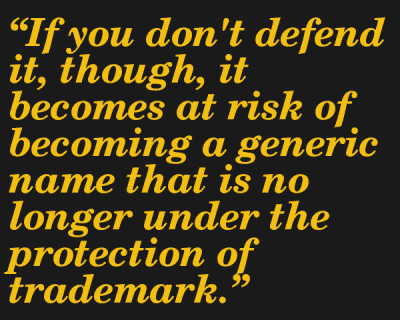 “If you don't defend
it, though, it
becomes at risk of
becoming a generic
name that is no
longer under the
protection of
trademark.”